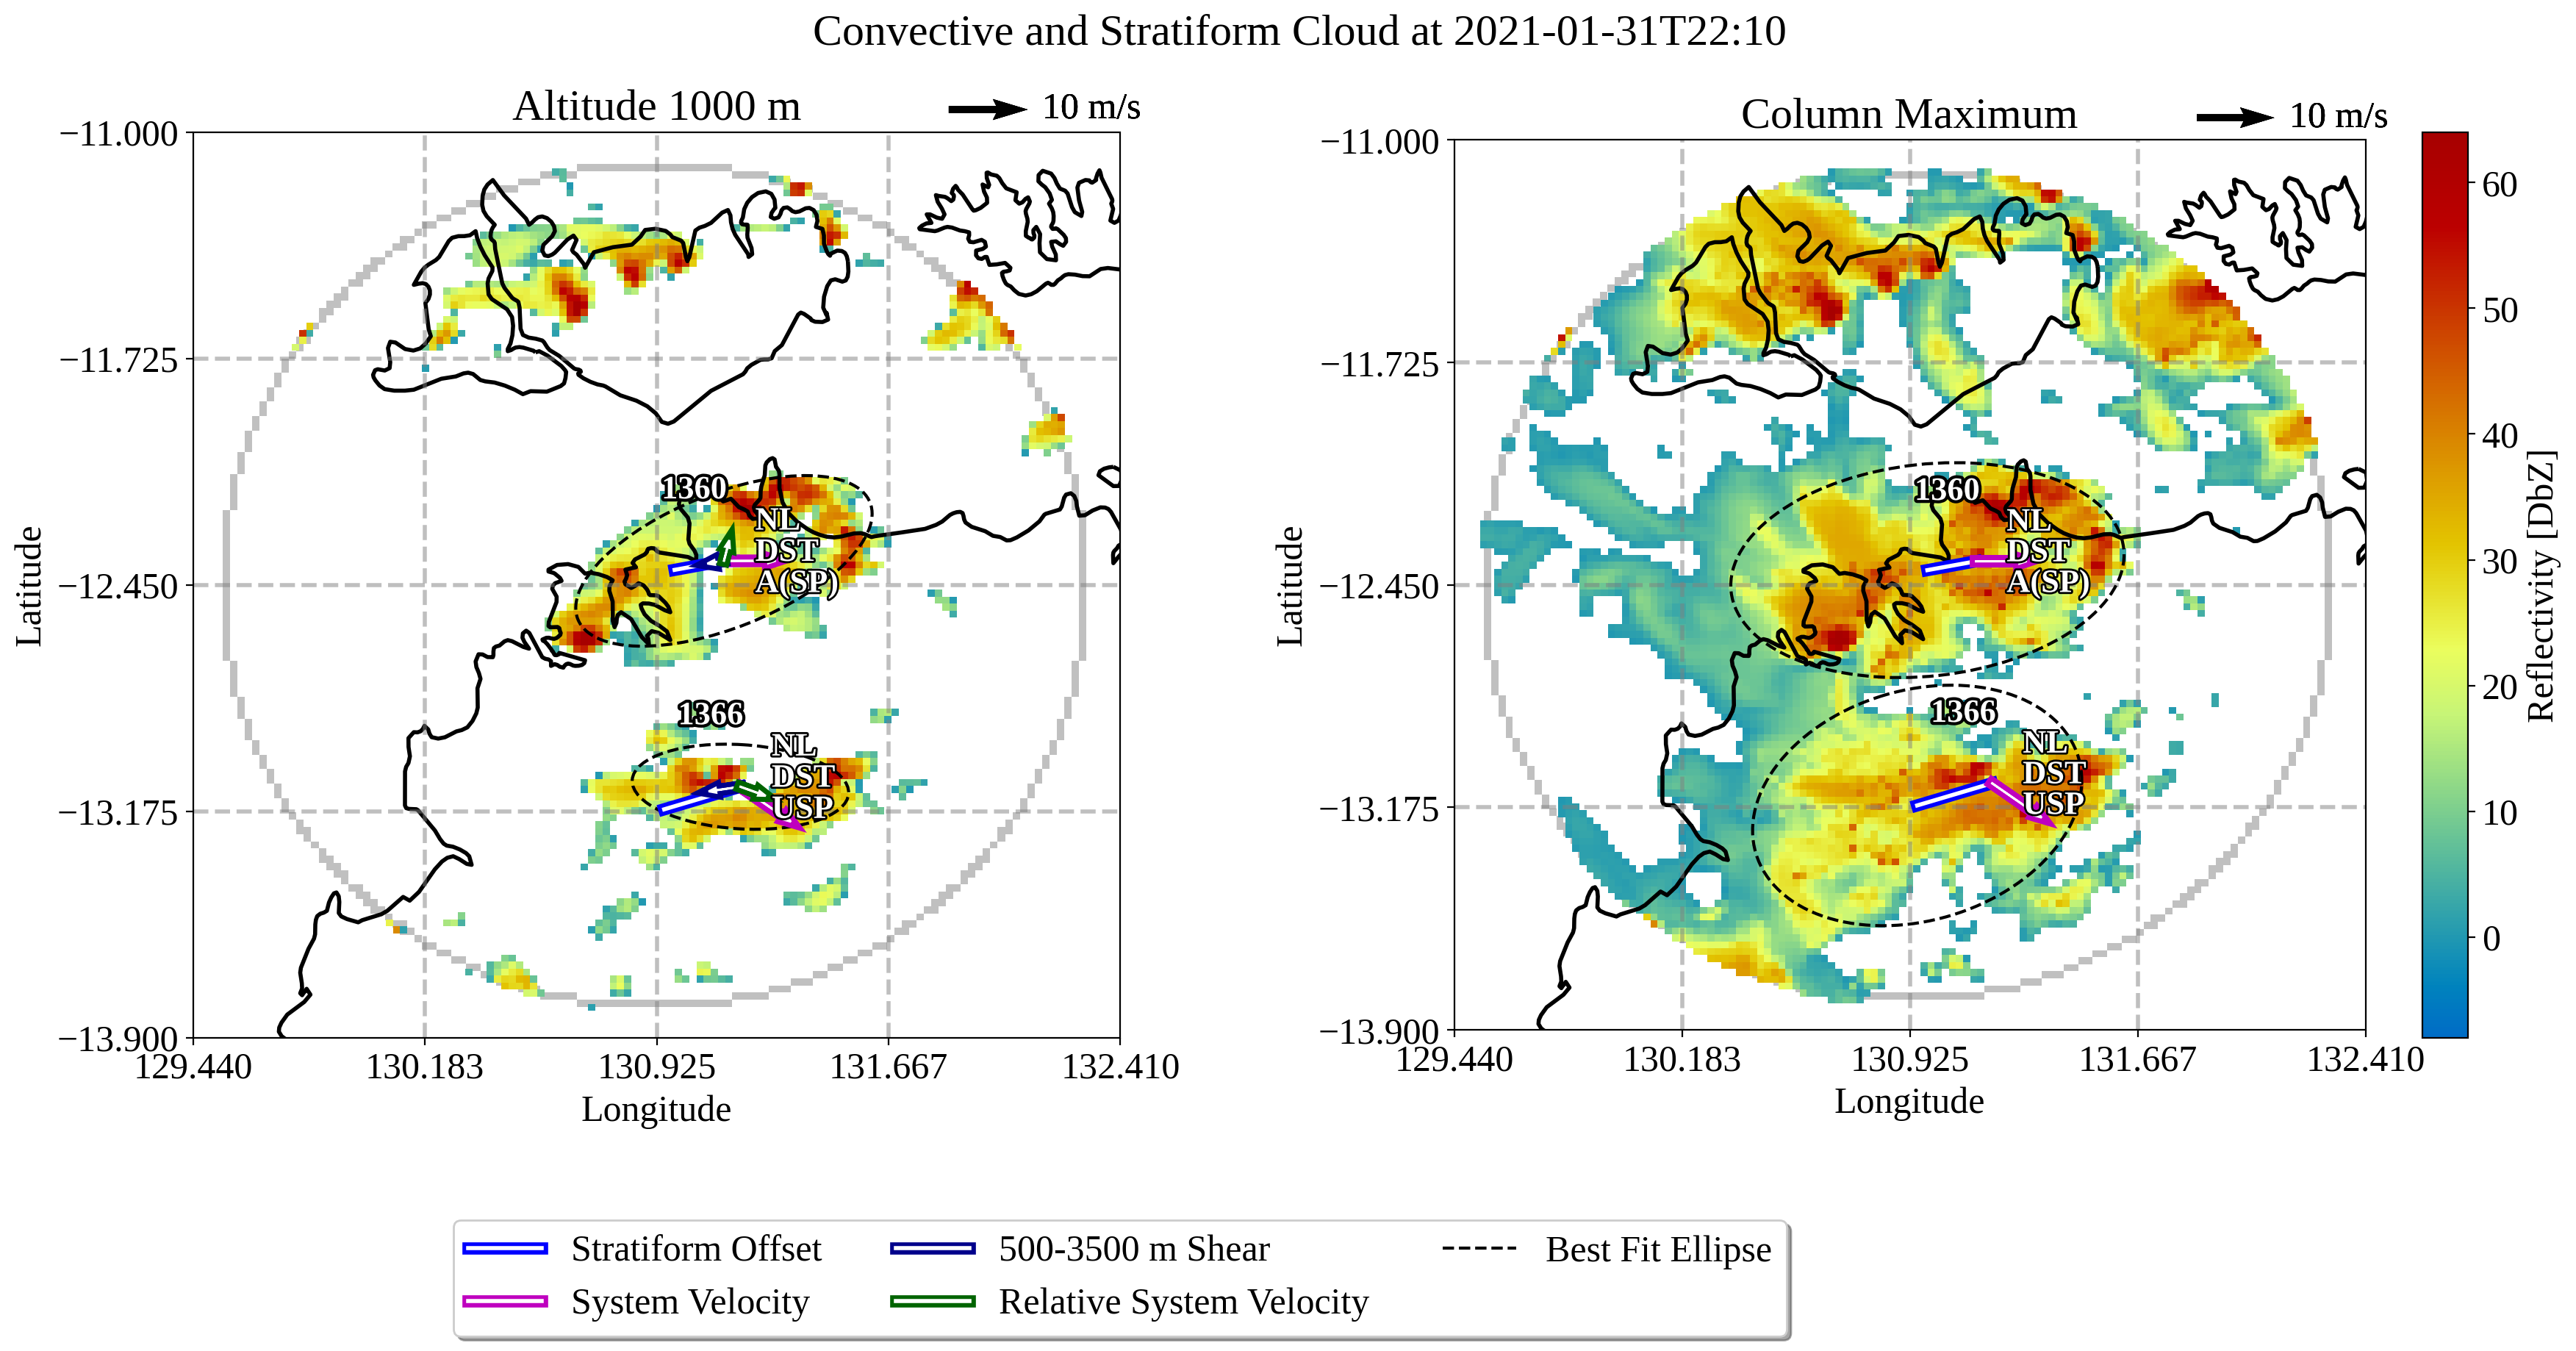 Convective and Stratiform Cloud at 2021-01-31T22:10
Altitude 1000 m
10 m/s
−11.000
−11.725
−12.450
−13.175
−13.900
129.440
130.183
130.925
131.667
132.410
Latitude
Longitude
1360
NL
DST
A(SP)
1366
NL
DST
USP
Column Maximum
10 m/s
−11.000
−11.725
−12.450
−13.175
−13.900
129.440
130.183
130.925
131.667
132.410
Latitude
Longitude
1360
NL
DST
A(SP)
1366
NL
DST
USP
60
50
40
30
20
10
0
Reflectivity [DbZ]
Stratiform Offset
System Velocity
500-3500 m Shear
Relative System Velocity
Best Fit Ellipse